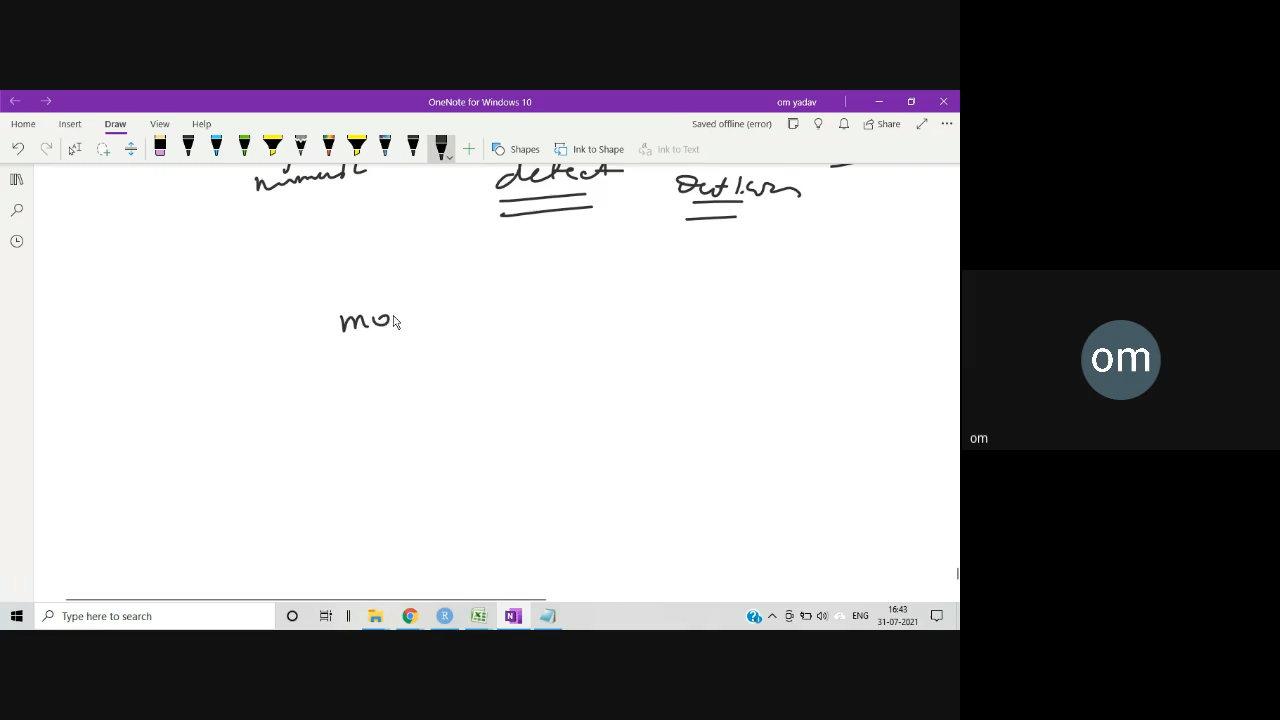 OneNote for Windows 10
om yadav
Home Insert Draw View Help
Saved offline (error)
Share
Shapes
Ink to Shape
Ink to Text
detect
mo
om
om
Type here to search
ENG
16:43
31-07-2021